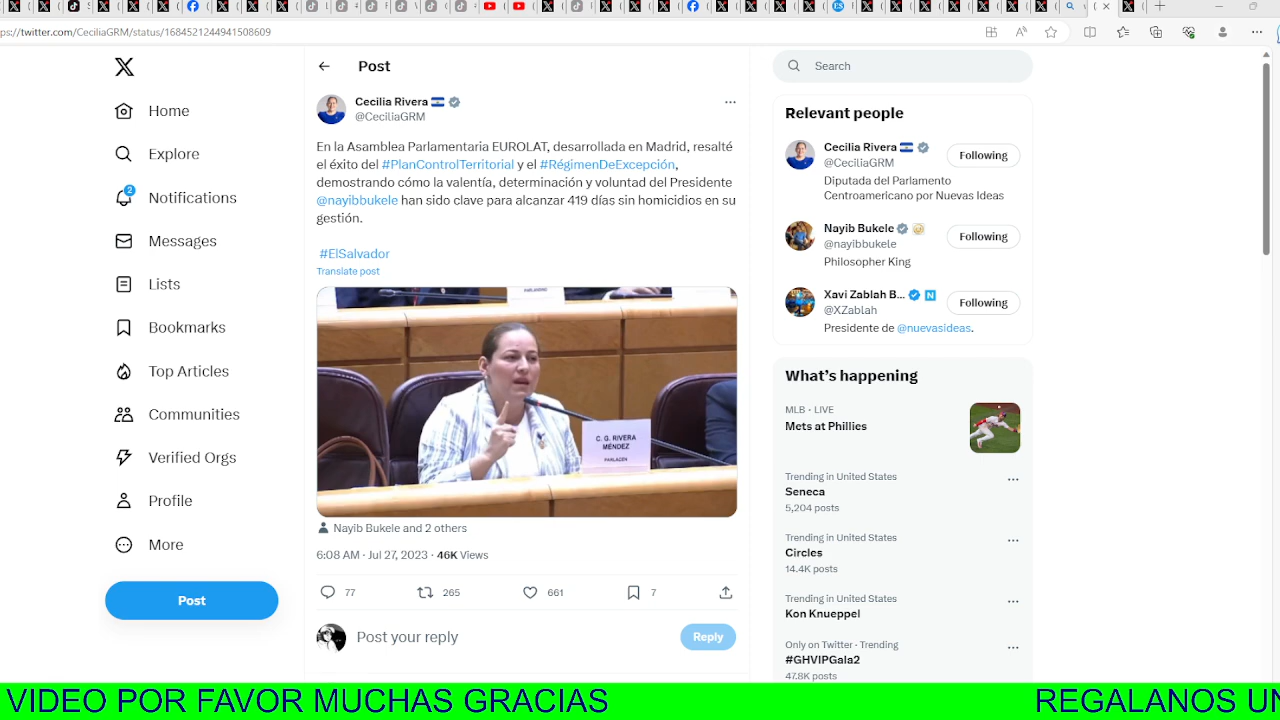 ps://twitter.com/CeciliaGRM/status/1684521244941508609
Home
Explore
2
Notifications
Messages
Lists
Bookmarks
Top Articles
Communities
Verified Orgs
Profile
More
Post
Post
Cecilia Rivera
@CeciliaGRM
En la Asamblea Parlamentaria EUROLAT, desarrollada en Madrid, resalté
el éxito del #PlanControlTerritorial y el #RégimenDeExcepción,
demostrando cómo la valentía, determinación y voluntad del Presidente
@nayibbukele han sido clave para alcanzar 419 días sin homicidios en su
gestión.
#ElSalvador
Translate post
C. G. RIVERA
MÉNDEZ
PARLACEN
Nayib Bukele and 2 others
6:08 AM · Jul 27, 2023 · 46K Views
77 265 661 7
Post your reply
Reply
Search
Relevant people
Cecilia Rivera
@CeciliaGRM
Following
Diputada del Parlamento
Centroamericano por Nuevas Ideas
Nayib Bukele
@nayibbukele
Following
Philosopher King
Xavi Zablah B...
@XZablah
Following
Presidente de @nuevasideas.
What's happening
MLB · LIVE
Mets at Phillies
Trending in United States
Seneca
5,204 posts
Trending in United States
Circles
14.4K posts
Trending in United States
Kon Knueppel
Only on Twitter · Trending
#GHVIPGala2
47.8K posts
VIDEO POR FAVOR MUCHAS GRACIAS REGALANOS UN